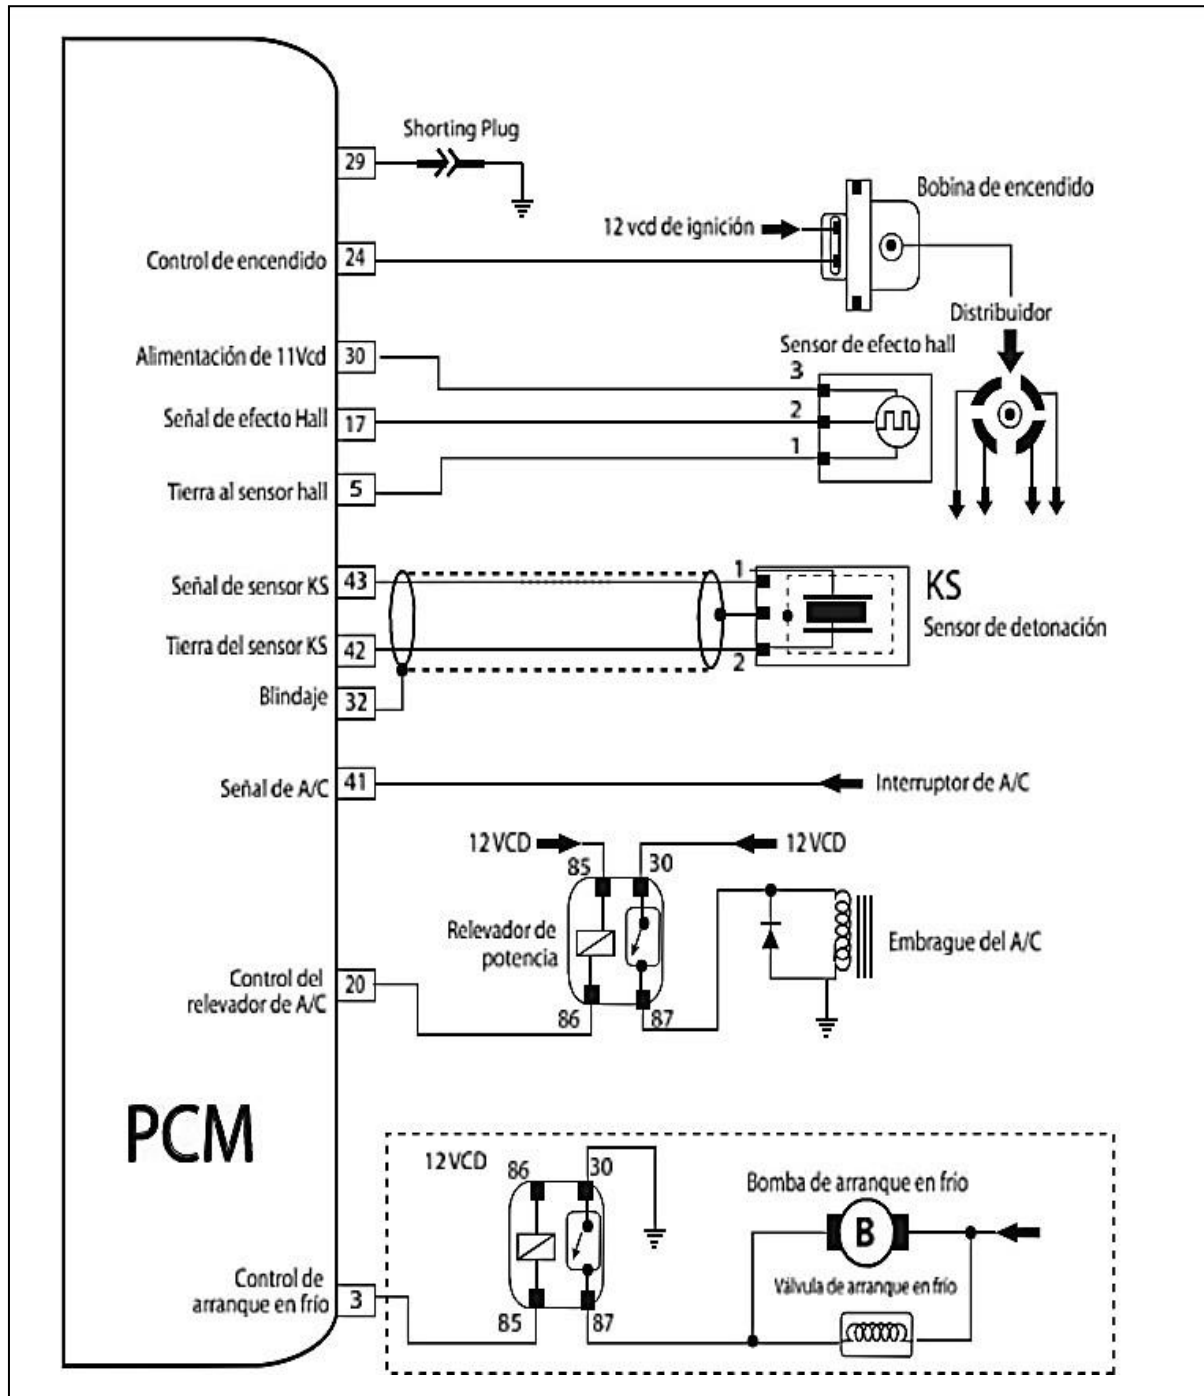 Shorting Plug
29
Bobina de encendido
12 vcd de ignición
Control de encendido
24
Distribuidor
Sensor de efecto hall
Alimentación de 11Vcd
30
3
Señal de efecto Hall
17
2
1
Tierra al sensor hall
5
Señal de sensor KS
43
1
KS
Sensor de detonación
Tierra del sensor KS
42
2
Blindaje
32
Señal de A/C
41
Interruptor de A/C
12 VCD
12 VCD
85
30
Relevador de
potencia
Embrague del A/C
Control del
relevador de A/C
20
86
87
PCM
12 VCD
86
30
Bomba de arranque en frio
B
Válvula de arranque en frío
Control de
arranque en frío
3
85
87